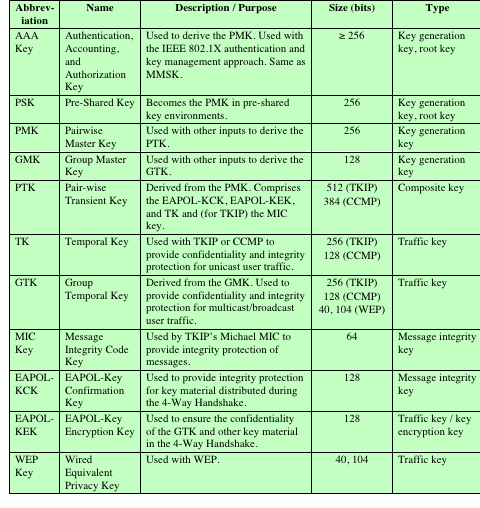 Abbrev-
iation
Name
Description / Purpose
Size (bits)
Type
AAA
Key
Authentication,
Accounting,
and
Authorization
Key
Used to derive the PMK. Used with
the IEEE 802.1X authentication and
key management approach. Same as
MMSK.
≥ 256
Key generation
key, root key
PSK
Pre-Shared Key
Becomes the PMK in pre-shared
key environments.
256
Key generation
key, root key
PMK
Pairwise
Master Key
Used with other inputs to derive the
PTK.
256
Key generation
key
GMK
Group Master
Key
Used with other inputs to derive the
GTK.
128
Key generation
key
PTK
Pair-wise
Transient Key
Derived from the PMK. Comprises
the EAPOL-KCK, EAPOL-KEK,
and TK and (for TKIP) the MIC
key.
512 (TKIP)
384 (CCMP)
Composite key
TK
Temporal Key
Used with TKIP or CCMP to
provide confidentiality and integrity
protection for unicast user traffic.
256 (TKIP)
128 (CCMP)
Traffic key
GTK
Group
Temporal Key
Derived from the GMK. Used to
provide confidentiality and integrity
protection for multicast/broadcast
user traffic.
256 (TKIP)
128 (CCMP)
40, 104 (WEP)
Traffic key
MIC
Key
Message
Integrity Code
Key
Used by TKIP's Michael MIC to
provide integrity protection of
messages.
64
Message integrity
key
EAPOL-
KCK
EAPOL-Key
Confirmation
Key
Used to provide integrity protection
for key material distributed during
the 4-Way Handshake.
128
Message integrity
key
EAPOL-
KEK
EAPOL-Key
Encryption Key
Used to ensure the confidentiality
of the GTK and other key material
in the 4-Way Handshake.
128
Traffic key / key
encryption key
WEP
Key
Wired
Equivalent
Privacy Key
Used with WEP.
40, 104
Traffic key